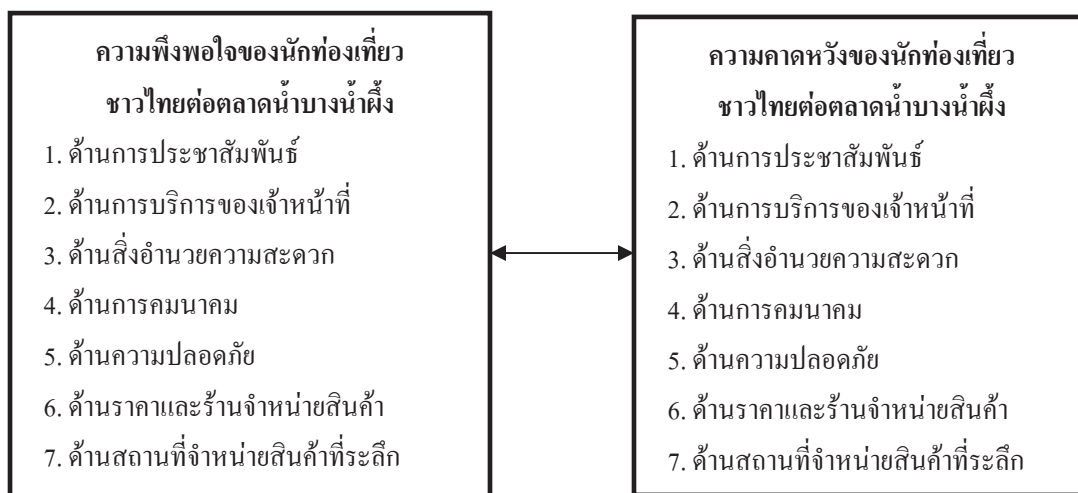 ความพึงพอใจของนักท่องเที่ยว
ชาวไทยต่อตลาดน้ำบางน้ำผึ้ง
1. ด้านการประชาสัมพันธ์
2. ด้านการบริการของเจ้าหน้าที่
3. ด้านสิ่งอำนวยความสะดวก
4. ด้านการคมนาคม
5. ด้านความปลอดภัย
6. ด้านราคาและร้านจำหน่ายสินค้า
7. ด้านสถานที่จำหน่ายสินค้าที่ระลึก
ความคาดหวังของนักท่องเที่ยว
ชาวไทยต่อตลาดน้ำบางน้ำผึ้ง
1. ด้านการประชาสัมพันธ์
2. ด้านการบริการของเจ้าหน้าที่
3. ด้านสิ่งอำนวยความสะดวก
4. ด้านการคมนาคม
5. ด้านความปลอดภัย
6. ด้านราคาและร้านจำหน่ายสินค้า
7. ด้านสถานที่จำหน่ายสินค้าที่ระลึก